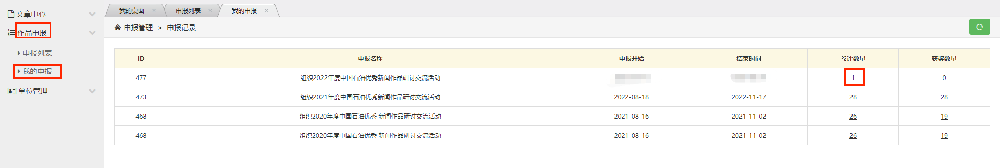 文章中心
作品申报
申报列表
我的申报
单位管理
我的桌面 申报列表 我的申报
申报管理 > 申报记录
ID 申报名称 申报开始 结束时间 参评数量 获奖数量
477 组织2022年度中国石油优秀新闻作品研讨交流活动 1 0
473 组织2021年度中国石油优秀新闻作品研讨交流活动 2022-08-18 2022-11-17 28 28
468 组织2020年度中国石油优秀 新闻作品研讨交流活动 2021-08-16 2021-11-02 26 19
468 组织2020年度中国石油优秀 新闻作品研讨交流活动 2021-08-16 2021-11-02 26 19